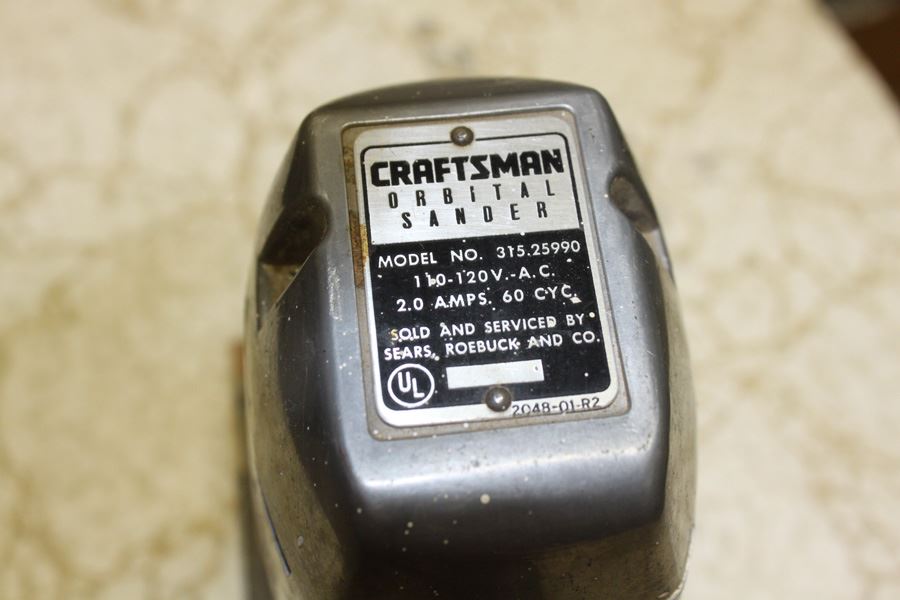 CRAFTSMAN
ORBITAL
SANDER
MODEL NO. 315.25990
110-120V.-A.C.
2.0 AMPS. 60 CYC.
SOLD AND SERVICED BY
SEARS, ROEBUCK AND CO.
UL
2048-01-R2